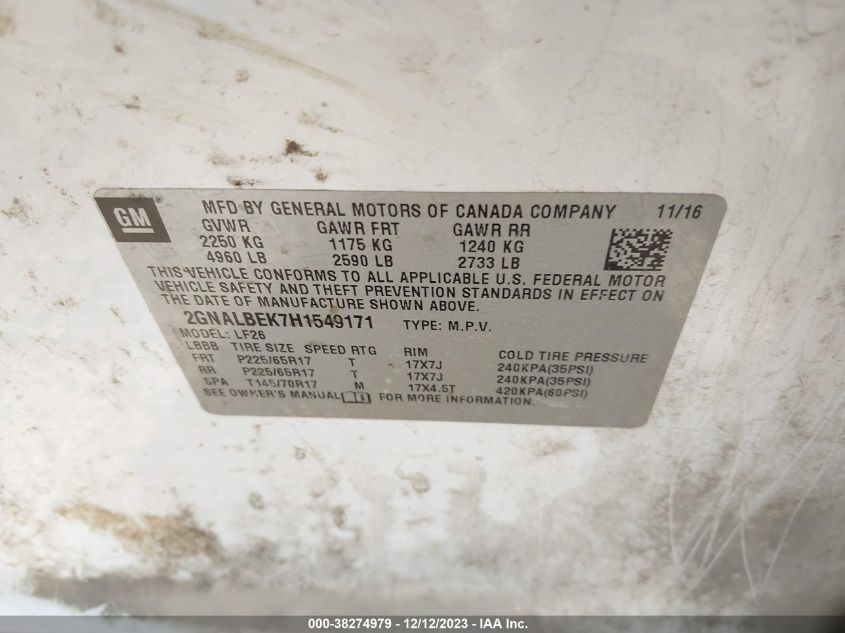 GM
MFD BY GENERAL MOTORS OF CANADA COMPANY 11/16
GVWR GAWR FRT GAWR RR
2250 KG 1175 KG 1240 KG
4960 LB 2590 LB 2733 LB
THIS VEHICLE CONFORMS TO ALL APPLICABLE U.S. FEDERAL MOTOR
VEHICLE SAFETY AND THEFT PREVENTION STANDARDS IN EFFECT ON
THE DATE OF MANUFACTURE SHOWN ABOVE.
2GNALBEK7H1549171 TYPE: M.P.V.
MODEL: LF26
LBBB TIRE SIZE SPEED RTG RIM COLD TIRE PRESSURE
FRT P225/65R17 T 17X7J 240KPA(35PSI)
RR P225/65R17 T 17X7J 240KPA(35PSI)
SPA T145/70R17 M 17X4.5T 420KPA(60PSI)
SEE OWNER'S MANUAL FOR MORE INFORMATION.
000-38274979 - 12/12/2023 - IAA Inc.